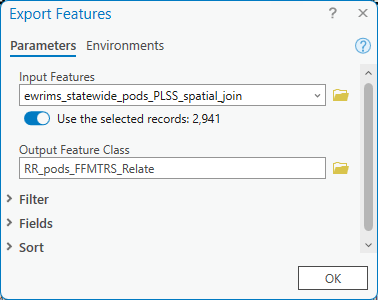 Export Features
? ×
Parameters Environments
?
Input Features
ewrims_statewide_pods_PLSS_spatial_join
Use the selected records: 2,941
Output Feature Class
RR_pods_FFMTRS_Relate
Filter
Fields
Sort
OK